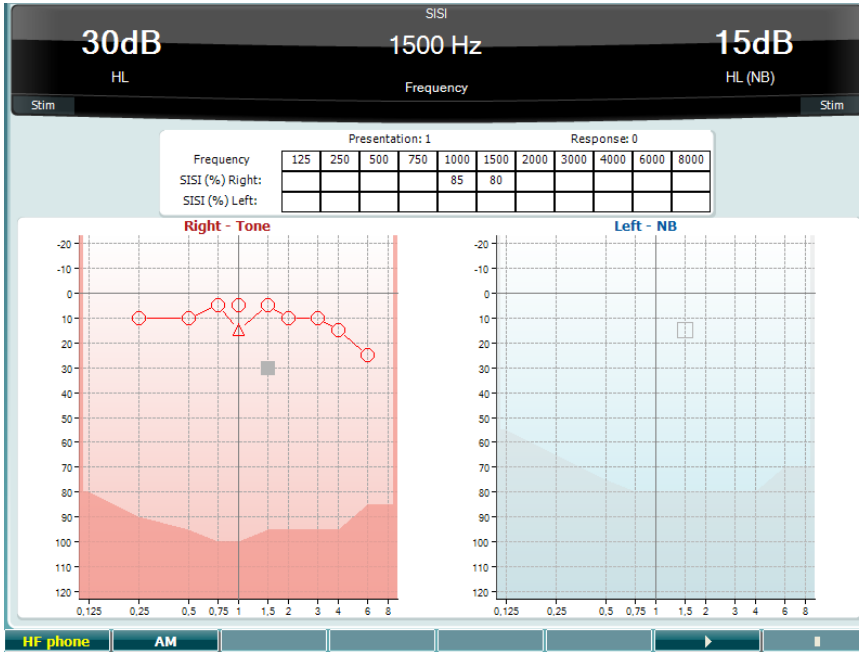 SISI
30dB 1500 Hz 15dB
HL HL (NB)
Frequency
Stim Stim
Presentation: 1 Response: 0
Frequency 125 250 500 750 1000 1500 2000 3000 4000 6000 8000
SISI (%) Right: 85 80
SISI (%) Left:
Right - Tone Left - NB
-20 -20
-10 -10
0 0
10 10
20 20
30 30
40 40
50 50
60 60
70 70
80 80
90 90
100 100
110 110
120 120
0,125 0,25 0,5 0,75 1 1,5 2 3 4 6 8 0,125 0,25 0,5 0,75 1 1,5 2 3 4 6 8
HF phone AM